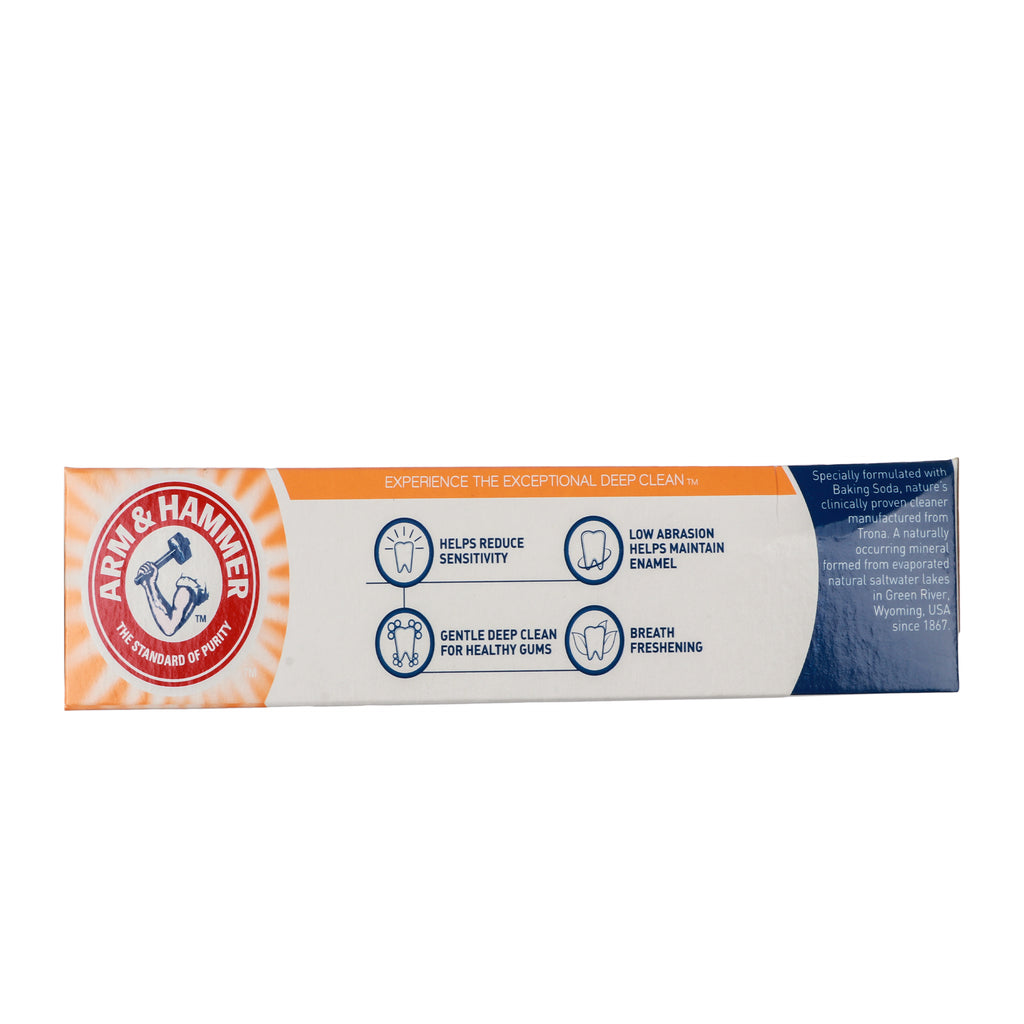 ARM & HAMMER
TM
THE STANDARD OF PURITY
EXPERIENCE THE EXCEPTIONAL DEEP CLEAN TM
HELPS REDUCE
SENSITIVITY
LOW ABRASION
HELPS MAINTAIN
ENAMEL
GENTLE DEEP CLEAN
FOR HEALTHY GUMS
BREATH
FRESHENING
Specially formulated with
Baking Soda, nature's
clinically proven cleaner
manufactured from
Trona. A naturally
occurring mineral
formed from evaporated
natural saltwater lakes
in Green River,
Wyoming, USA
since 1867.